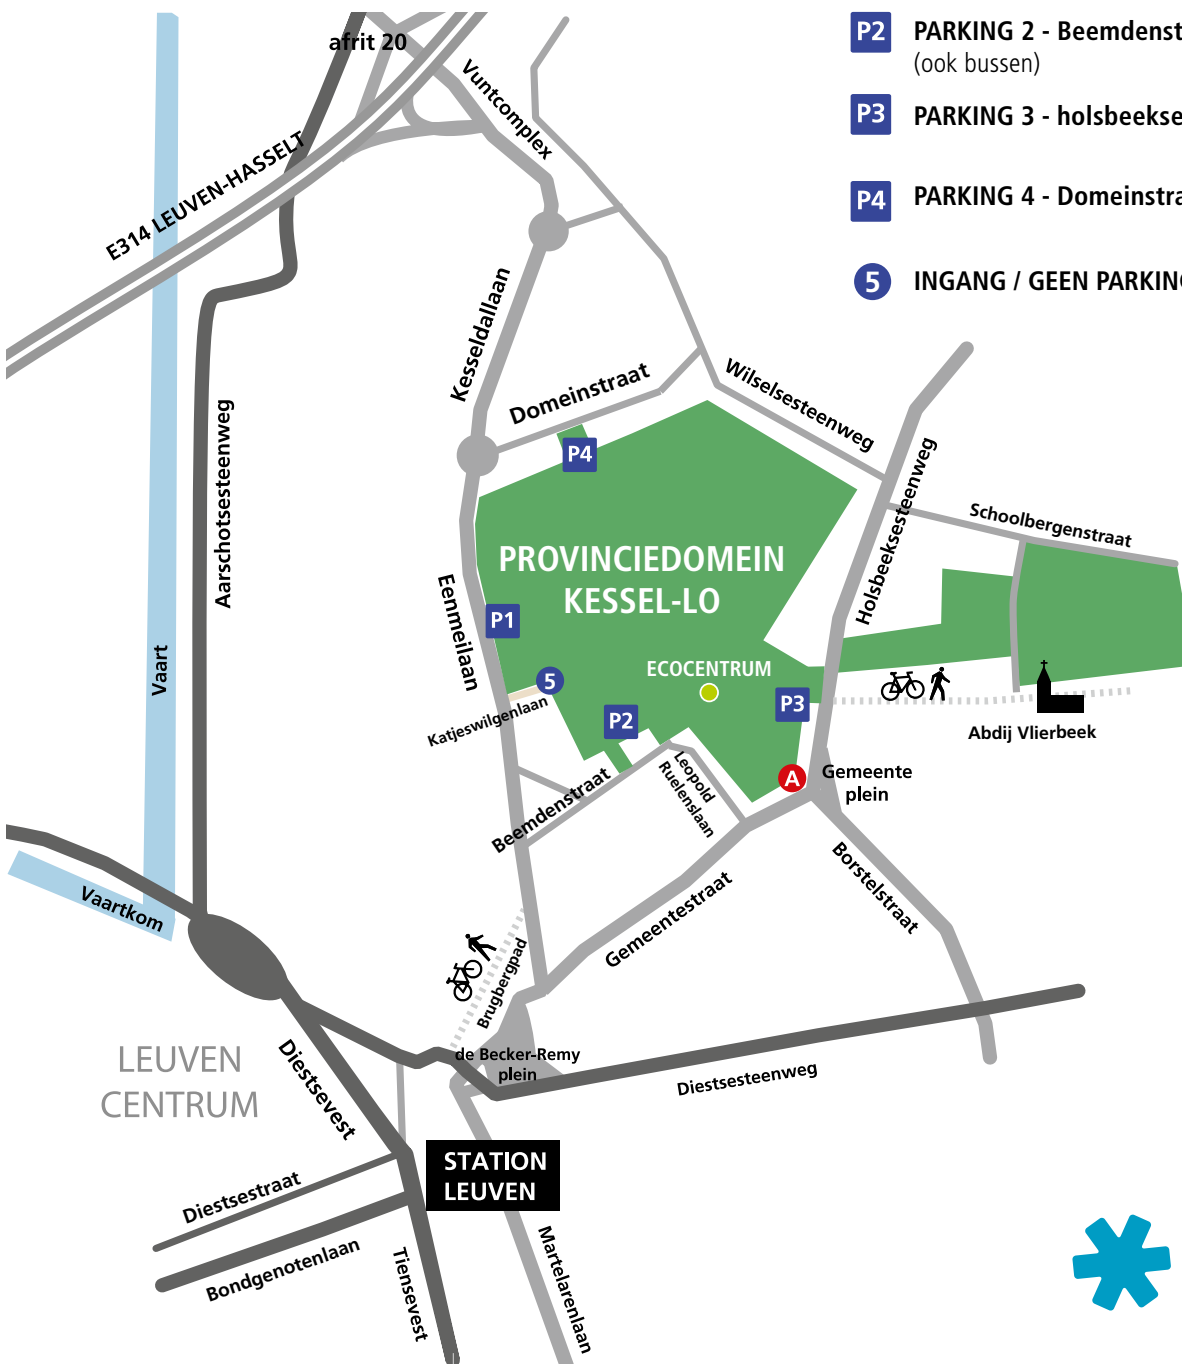 P2 PARKING 2 - Beemdenst
(ook bussen)
P3 PARKING 3 - holsbeekse
P4 PARKING 4 - Domeinstra
5 INGANG / GEEN PARKING
afrit 20
Vuntcomplex
E314 LEUVEN-HASSELT
Kesseldallaan
Domeinstraat
Wilselsesteenweg
Aarschotsesteenweg
Holsbeeksesteenweg
P4
Schoolbergenstraat
PROVINCIEDOMEIN
KESSEL-LO
Eenmeilaan
P1
Vaart
ECOCENTRUM
5
Katjeswilgenlaan
P2
P3
Abdij Vlierbeek
Leopold
Ruelenslaan
A
Gemeente
plein
Beemdenstraat
Vaartkom
Gemeentestraat
Borstelstraat
Brugbergpad
LEUVEN
CENTRUM
Diestsevest
de Becker-Remy
plein
Diestsesteenweg
STATION
LEUVEN
Diestsestraat
Bondgenotenlaan
Tiensevest
Martelarenlaan